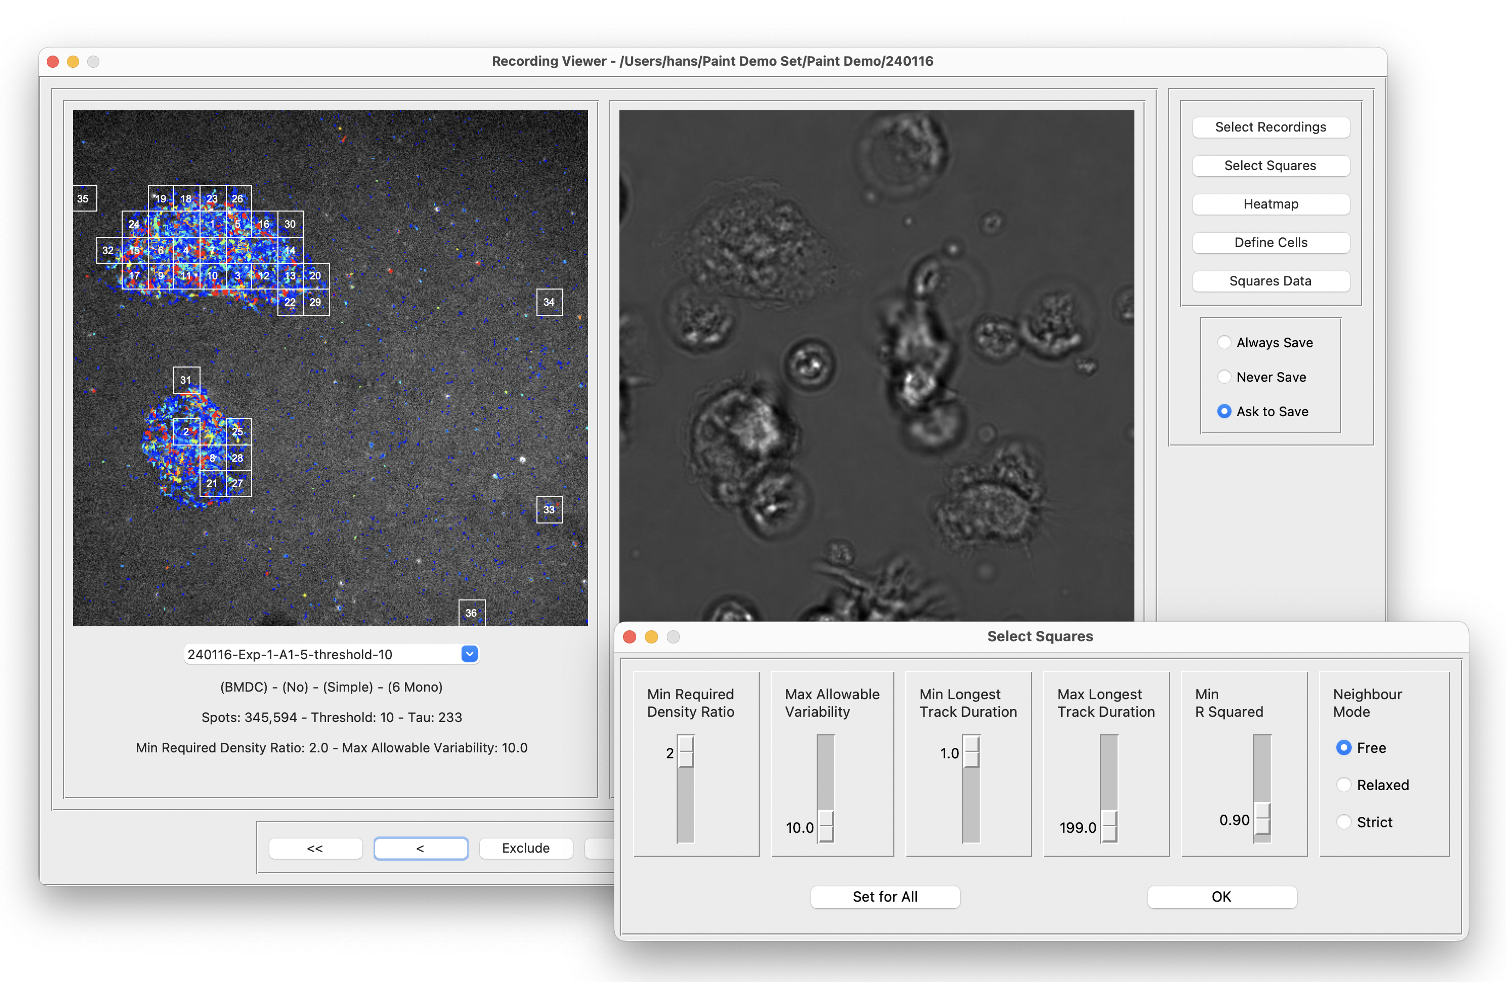 Recording Viewer - /Users/hans/Paint Demo Set/Paint Demo/240116
35
19 18 23 26
24 1 5 16 30
32 15 6 4 14
17 9 11 10 3 12 13 20
22 29
34
31
2 25
8 28
21 27
33
36
240116-Exp-1-A1-5-threshold-10
(BMDC) - (No) - (Simple) - (6 Mono)
Spots: 345,594 - Threshold: 10 - Tau: 233
Min Required Density Ratio: 2.0 - Max Allowable Variability: 10.0
<< < Exclude
Select Recordings
Select Squares
Heatmap
Define Cells
Squares Data
Always Save
Never Save
Ask to Save
Select Squares
Min Required
Density Ratio
2
Max Allowable
Variability
10.0
Min Longest
Track Duration
1.0
Max Longest
Track Duration
199.0
Min
R Squared
0.90
Neighbour
Mode
Free
Relaxed
Strict
Set for All
OK